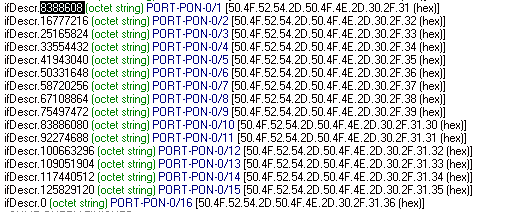 ifDescr.8388608 (octet string) PORT-PON-0/1 [50.4F.52.54.2D.50.4F.4E.2D.30.2F.31 (hex)]
ifDescr.16777216 (octet string) PORT-PON-0/2 [50.4F.52.54.2D.50.4F.4E.2D.30.2F.32 (hex)]
ifDescr.25165824 (octet string) PORT-PON-0/3 [50.4F.52.54.2D.50.4F.4E.2D.30.2F.33 (hex)]
ifDescr.33554432 (octet string) PORT-PON-0/4 [50.4F.52.54.2D.50.4F.4E.2D.30.2F.34 (hex)]
ifDescr.41943040 (octet string) PORT-PON-0/5 [50.4F.52.54.2D.50.4F.4E.2D.30.2F.35 (hex)]
ifDescr.50331648 (octet string) PORT-PON-0/6 [50.4F.52.54.2D.50.4F.4E.2D.30.2F.36 (hex)]
ifDescr.58720256 (octet string) PORT-PON-0/7 [50.4F.52.54.2D.50.4F.4E.2D.30.2F.37 (hex)]
ifDescr.67108864 (octet string) PORT-PON-0/8 [50.4F.52.54.2D.50.4F.4E.2D.30.2F.38 (hex)]
ifDescr.75497472 (octet string) PORT-PON-0/9 [50.4F.52.54.2D.50.4F.4E.2D.30.2F.39 (hex)]
ifDescr.83886080 (octet string) PORT-PON-0/10 [50.4F.52.54.2D.50.4F.4E.2D.30.2F.31.30 (hex)]
ifDescr.92274688 (octet string) PORT-PON-0/11 [50.4F.52.54.2D.50.4F.4E.2D.30.2F.31.31 (hex)]
ifDescr.100663296 (octet string) PORT-PON-0/12 [50.4F.52.54.2D.50.4F.4E.2D.30.2F.31.32 (hex)]
ifDescr.109051904 (octet string) PORT-PON-0/13 [50.4F.52.54.2D.50.4F.4E.2D.30.2F.31.33 (hex)]
ifDescr.117440512 (octet string) PORT-PON-0/14 [50.4F.52.54.2D.50.4F.4E.2D.30.2F.31.34 (hex)]
ifDescr.125829120 (octet string) PORT-PON-0/15 [50.4F.52.54.2D.50.4F.4E.2D.30.2F.31.35 (hex)]
ifDescr.0 (octet string) PORT-PON-0/16 [50.4F.52.54.2D.50.4F.4E.2D.30.2F.31.36 (hex)]